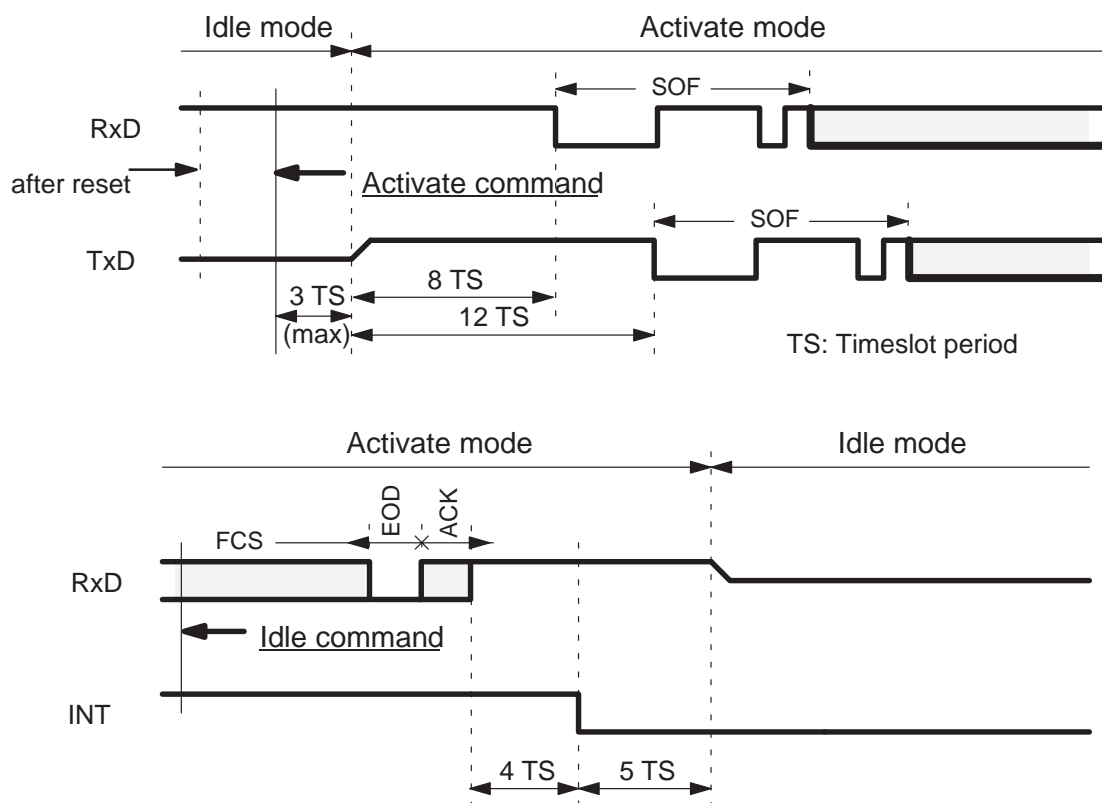 Idle mode
Activate mode
SOF
RxD
after reset
Activate command
SOF
TxD
8 TS
3 TS
(max)
12 TS
TS: Timeslot period
Activate mode
Idle mode
EOD
ACK
FCS
RxD
Idle command
INT
4 TS
5 TS